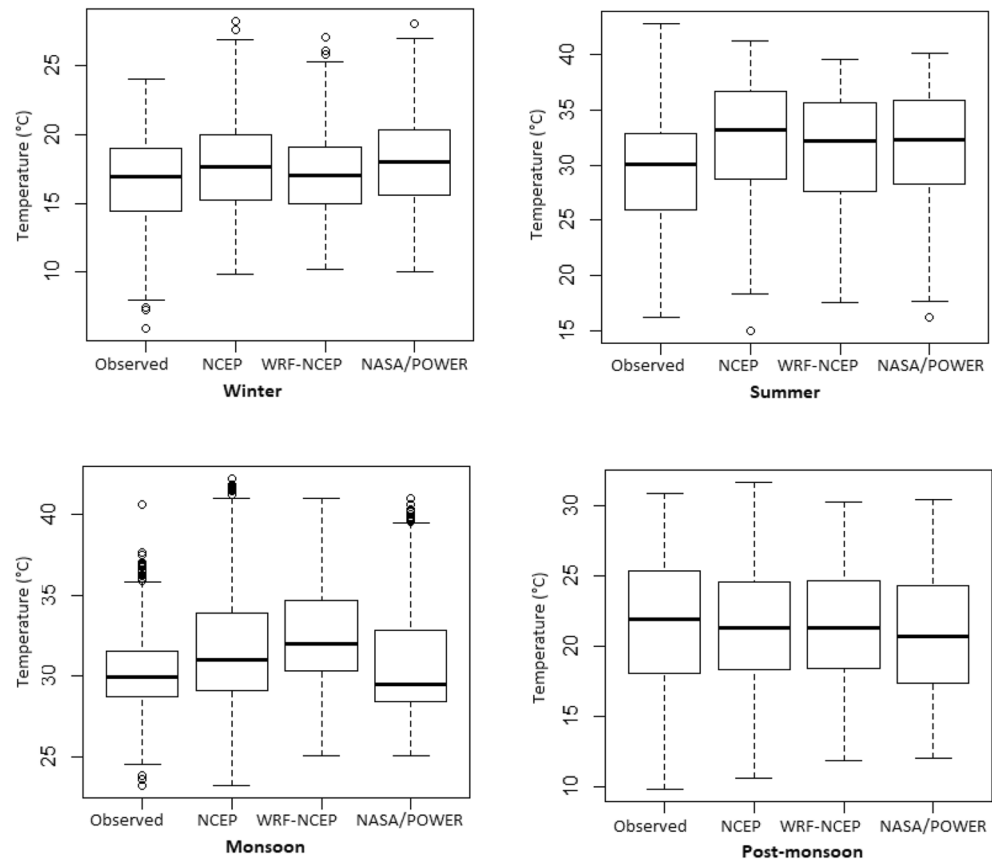 Temperature (°C)
25
20
15
10
Observed NCEP WRF-NCEP NASA/POWER
Winter
Temperature (°C)
40
35
30
25
20
15
Observed NCEP WRF-NCEP NASA/POWER
Summer
Temperature (°C)
40
35
30
25
Observed NCEP WRF-NCEP NASA/POWER
Monsoon
Temperature (°C)
30
25
20
15
10
Observed NCEP WRF-NCEP NASA/POWER
Post-monsoon